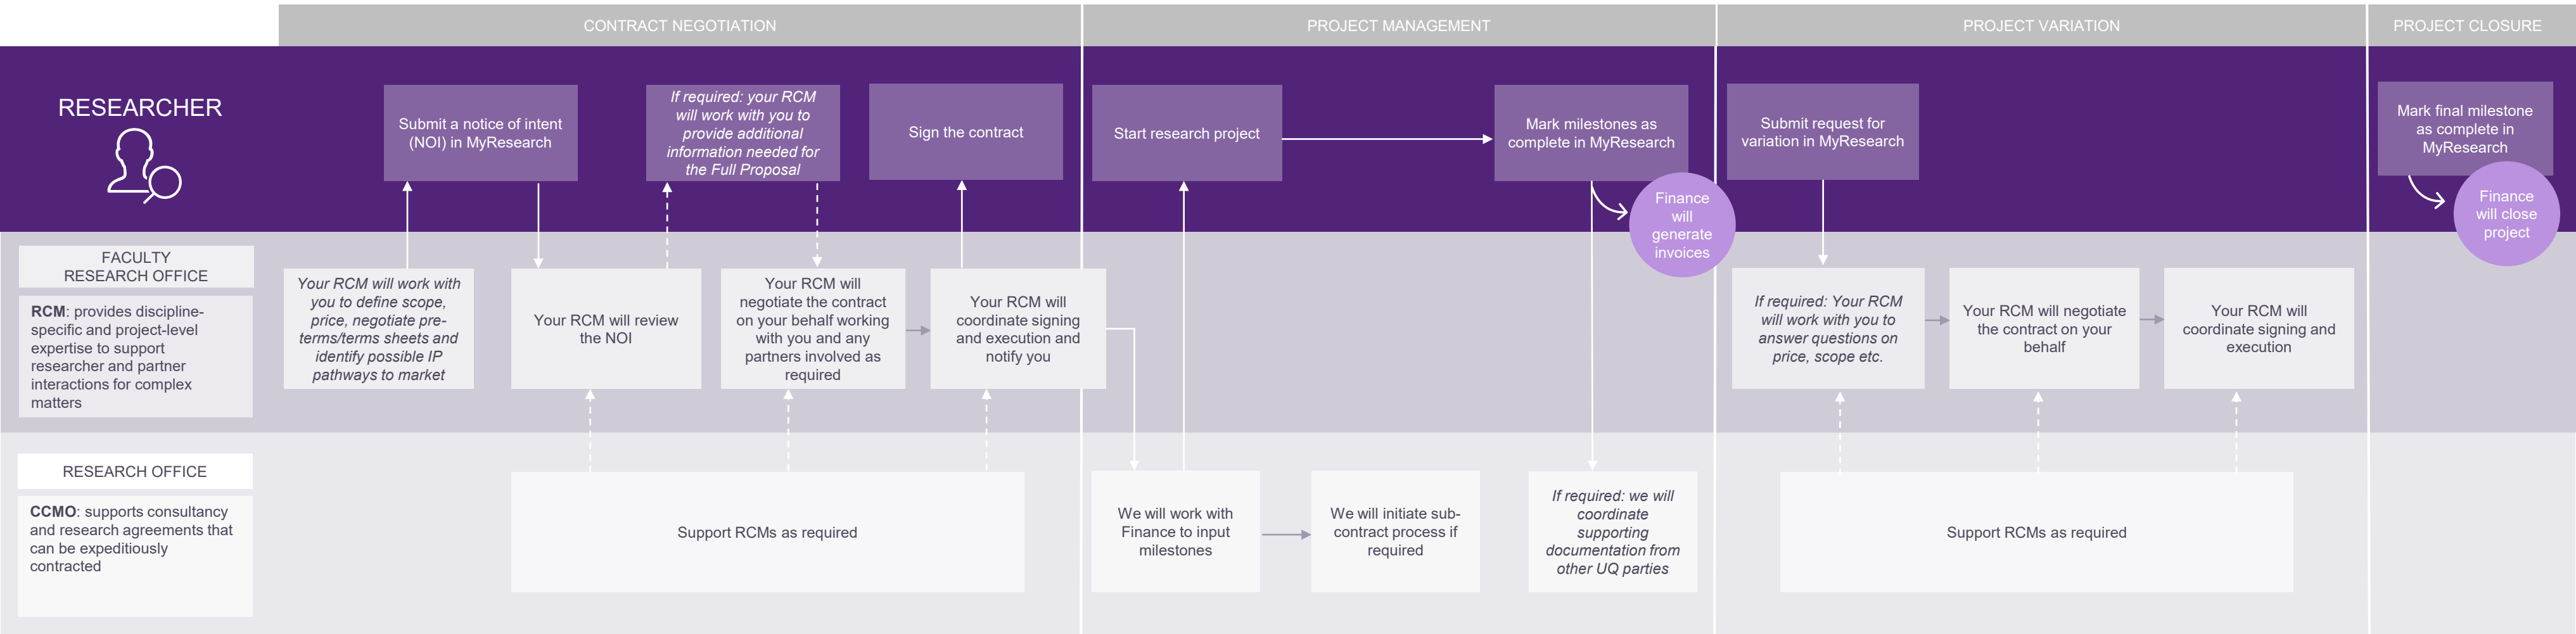 CONTRACT NEGOTIATION
PROJECT MANAGEMENT
PROJECT VARIATION
PROJECT CLOSURE
RESEARCHER
Submit a notice of intent
(NOI) in MyResearch
If required: your RCM
will work with you to
provide additional
information needed for
the Full Proposal
Sign the contract
Start research project
Mark milestones as
complete in MyResearch
Finance
will
generate
invoices
Submit request for
variation in MyResearch
Mark final milestone
as complete in
MyResearch
Finance
will close
project
FACULTY
RESEARCH OFFICE
RCM: provides discipline-
specific and project-level
expertise to support
researcher and partner
interactions for complex
matters
Your RCM will work with
you to define scope,
price, negotiate pre-
terms/terms sheets and
identify possible IP
pathways to market
Your RCM will review
the NOI
Your RCM will
negotiate the contract
on your behalf working
with you and any
partners involved as
required
Your RCM will
coordinate signing
and execution and
notify you
If required: Your RCM
will work with you to
answer questions on
price, scope etc.
Your RCM will negotiate
the contract on your
behalf
Your RCM will
coordinate signing and
execution
RESEARCH OFFICE
CCMO: supports consultancy
and research agreements that
can be expeditiously
contracted
Support RCMs as required
We will work with
Finance to input
milestones
We will initiate sub-
contract process if
required
If required: we will
coordinate
supporting
documentation from
other UQ parties
Support RCMs as required